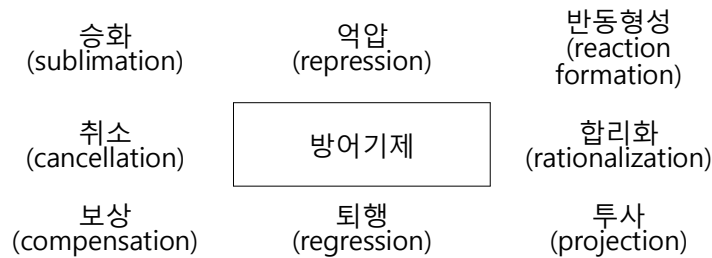 승화
(sublimation)
억압
(repression)
반동형성
(reaction
formation)
취소
(cancellation)
방어기제
합리화
(rationalization)
보상
(compensation)
퇴행
(regression)
투사
(projection)